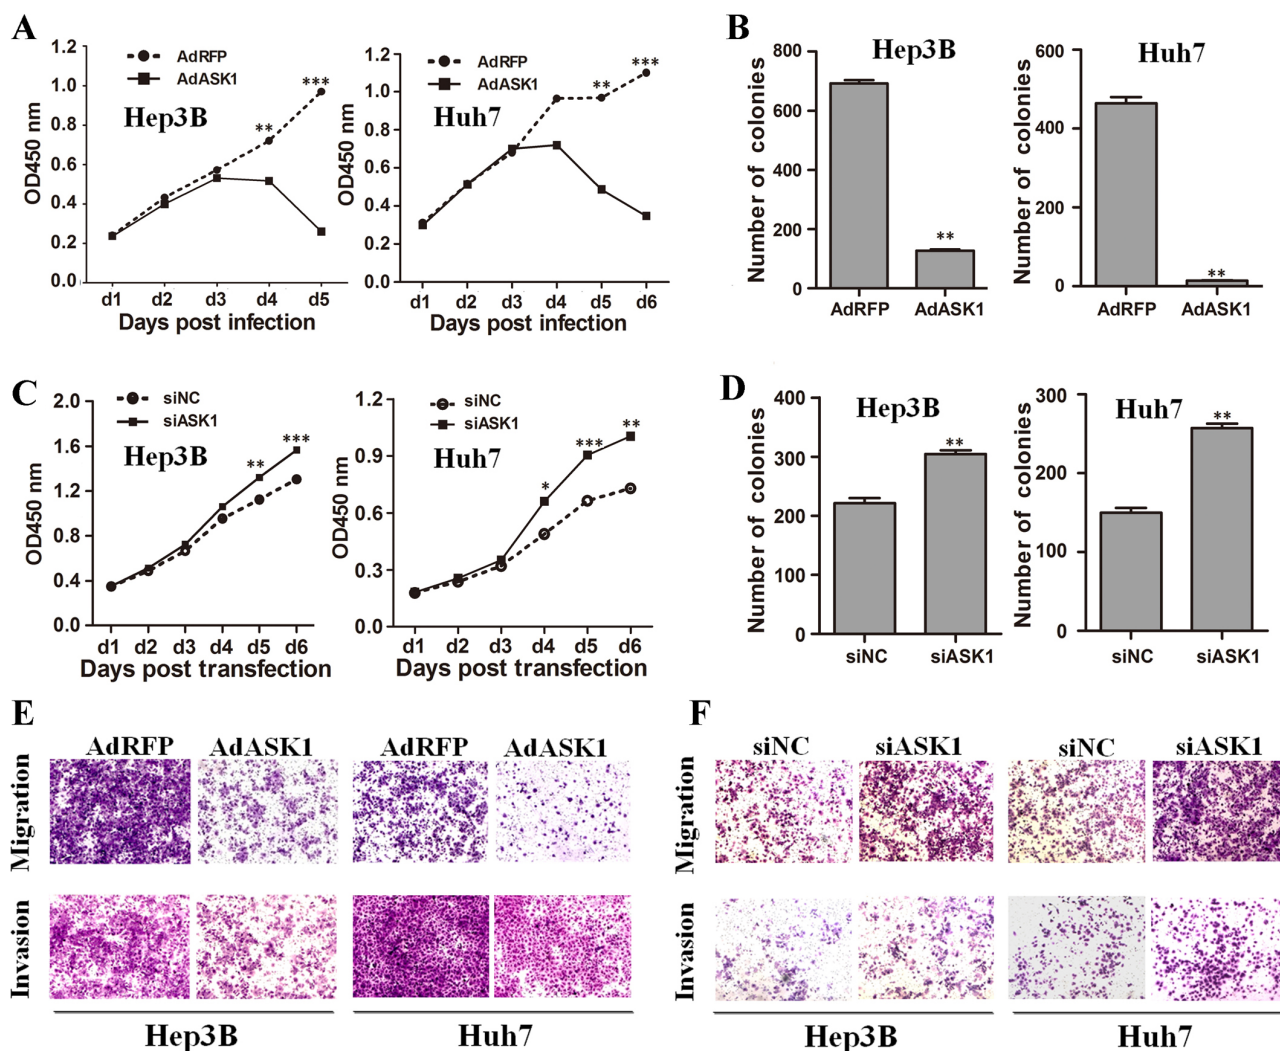 A
AdRFP
AdASK1
Hep3B
OD450 nm
1.2
1.0
0.8
0.6
0.4
0.2
0.0
**
***
d1 d2 d3 d4 d5
Days post infection
AdRFP
AdASK1
Huh7
OD450 nm
1.2
1.0
0.8
0.6
0.4
0.2
0.0
**
***
d1 d2 d3 d4 d5 d6
Days post infection
B
Hep3B
Number of colonies
800
600
400
200
0
**
AdRFP AdASK1
Huh7
Number of colonies
600
400
200
0
**
AdRFP AdASK1
C
siNC
siASK1
Hep3B
OD450 nm
2.0
1.6
1.2
0.8
0.4
0.0
**
***
d1 d2 d3 d4 d5 d6
Days post transfection
siNC
siASK1
Huh7
OD450 nm
1.2
0.9
0.6
0.3
0.0
*
***
**
d1 d2 d3 d4 d5 d6
Days post transfection
D
Hep3B
Number of colonies
400
300
200
100
0
**
siNC siASK1
Huh7
Number of colonies
300
200
100
0
**
siNC siASK1
E
AdRFP AdASK1 AdRFP AdASK1
Migration
Invasion
Hep3B Huh7
F
siNC siASK1 siNC siASK1
Migration
Invasion
Hep3B Huh7